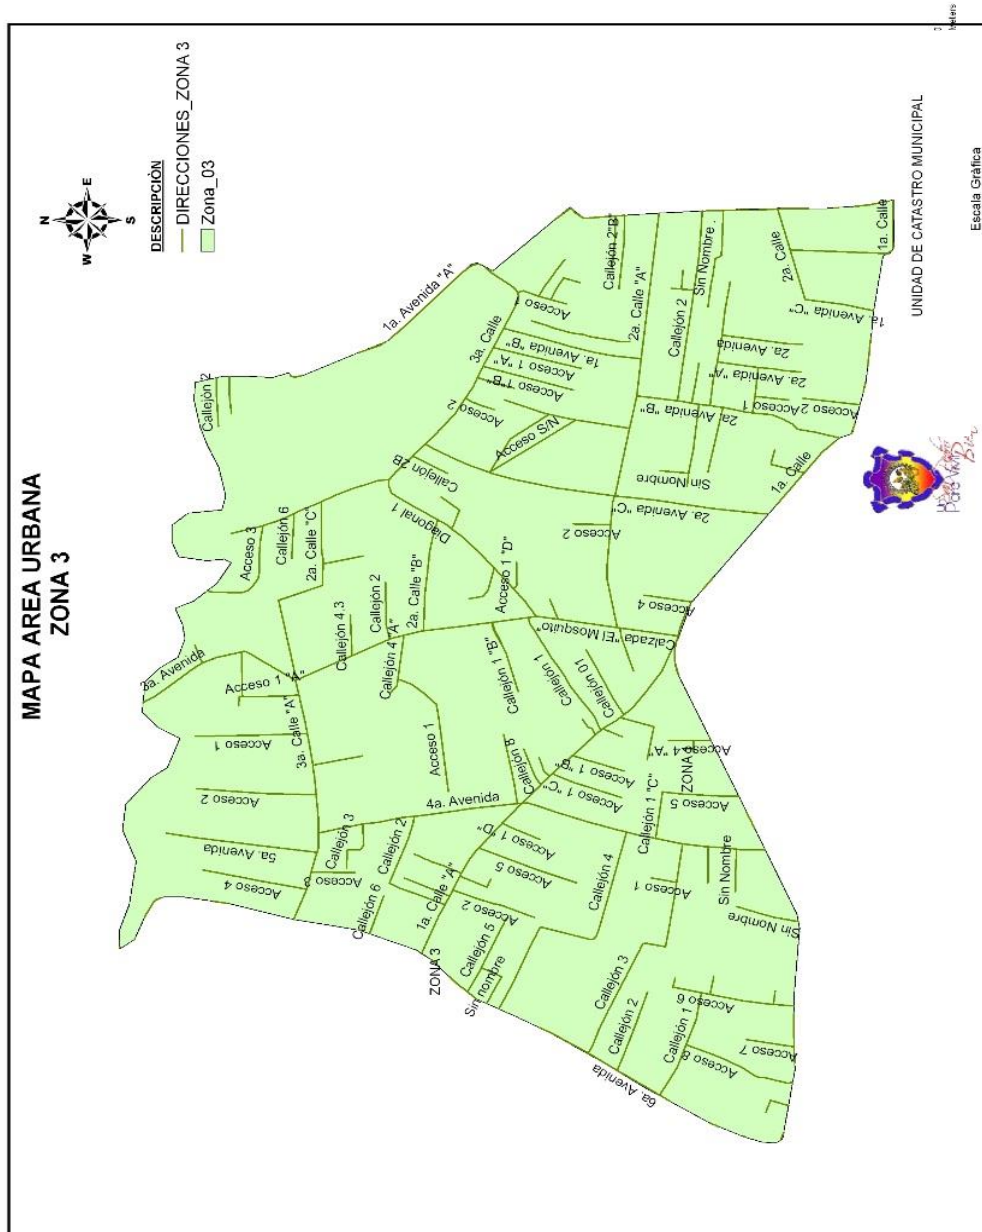 MAPA AREA URBANA
ZONA 3
N
W
E
S
DESCRIPCIÓN
DIRECCIONES_ZONA 3
Zona_03
1a. Avenida "A"
Callejón 2
3a. Calle
Acceso 1
Callejón 2"B"
2a. Calle "A"
Callejón 2
Sin Nombre
2a. Calle
1a. Calle
1a. Avenida "C"
1a. Avenida "B"
Acceso 1 "A"
Acceso 1"B"
Acceso 2
Acceso S/N
2a. Avenida
2a. Avenida "A"
Acceso 1
Acceso 2
2a. Avenida "B"
1a. Calle
Sin Nombre
2a. Avenida "C"
Acceso 2
Callejón 2B
Diagonal 1
Acceso 1 "D"
Acceso 3
Callejón 6
2a. Calle "C"
Callejón 4.3
Callejón 2
2a. Calle "B"
Callejón 4 "A"
Callejón 1 "B"
Callejón 1
Callejón 01
Calzada "El Mosquito"
Acceso 4
3a. Avenida
Acceso 1 "A"
3a. Calle "A"
Acceso 1
Acceso 2
Acceso 1
4a. Avenida
Callejón 8
Acceso 1 "B"
Acceso 1 "C"
Acceso 4 "A"
ZONA
Acceso 5
Callejón 1 "C"
5a. Avenida
Acceso 4
Acceso 3
Callejón 3
Callejón 2
Callejón 6
1a. Calle "A"
Acceso 1 "D"
Acceso 5
Acceso 2
Callejón 4
Acceso 1
Sin Nombre
Sin Nombre
ZONA 3
Callejón 5
Sin nombre
Callejón 3
Callejón 2
Callejón 1
Acceso 6
Acceso 7
Acceso 8
6a. Avenida
UNIDAD DE CATASTRO MUNICIPAL
Para Vivir
Bien
Escala Gráfica